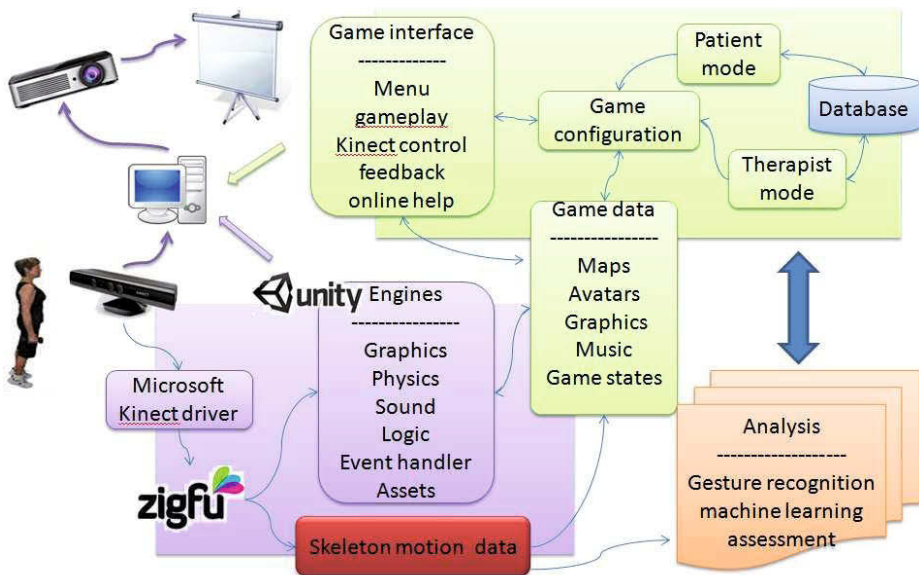 Game interface
-------------
Menu
gameplay
Kinect control
feedback
online help
Patient
mode
Game
configuration
Database
Therapist
mode
Game data
----------------
Maps
Avatars
Graphics
Music
Game states
unity
Engines
----------------
Graphics
Physics
Sound
Logic
Event handler
Assets
Microsoft
Kinect driver
zigfu
Skeleton motion data
Analysis
-------------------
Gesture recognition
machine learning
assessment